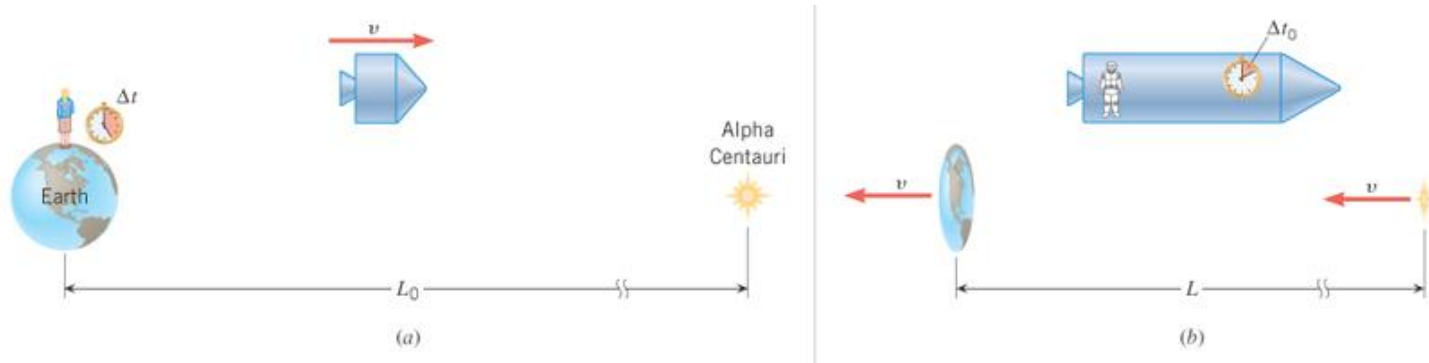 v
Δt
Earth
Alpha
Centauri
L₀
(a)
Δt₀
v
v
L
(b)